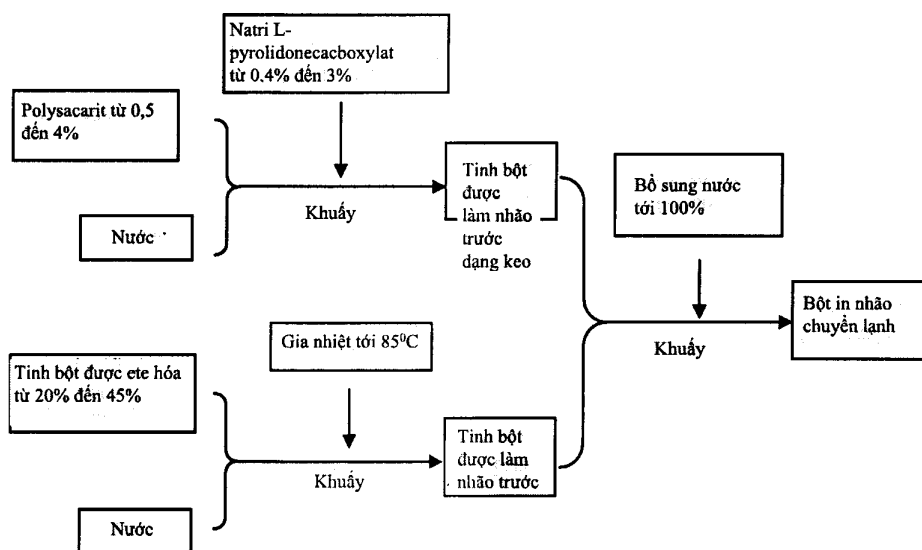 Natri L-
pyrolidonecacboxylat
từ 0.4% đến 3%
Polysacarit từ 0,5
đến 4%
Nước
Khuấy
Tinh bột
được
làm nhão
trước
dạng keo
Bổ sung nước
tới 100%
Khuấy
Bột in nhão
chuyển lạnh
Gia nhiệt tới 85⁰C
Tinh bột được ete hóa
từ 20% đến 45%
Nước
Khuấy
Tinh bột
được làm
nhão trước